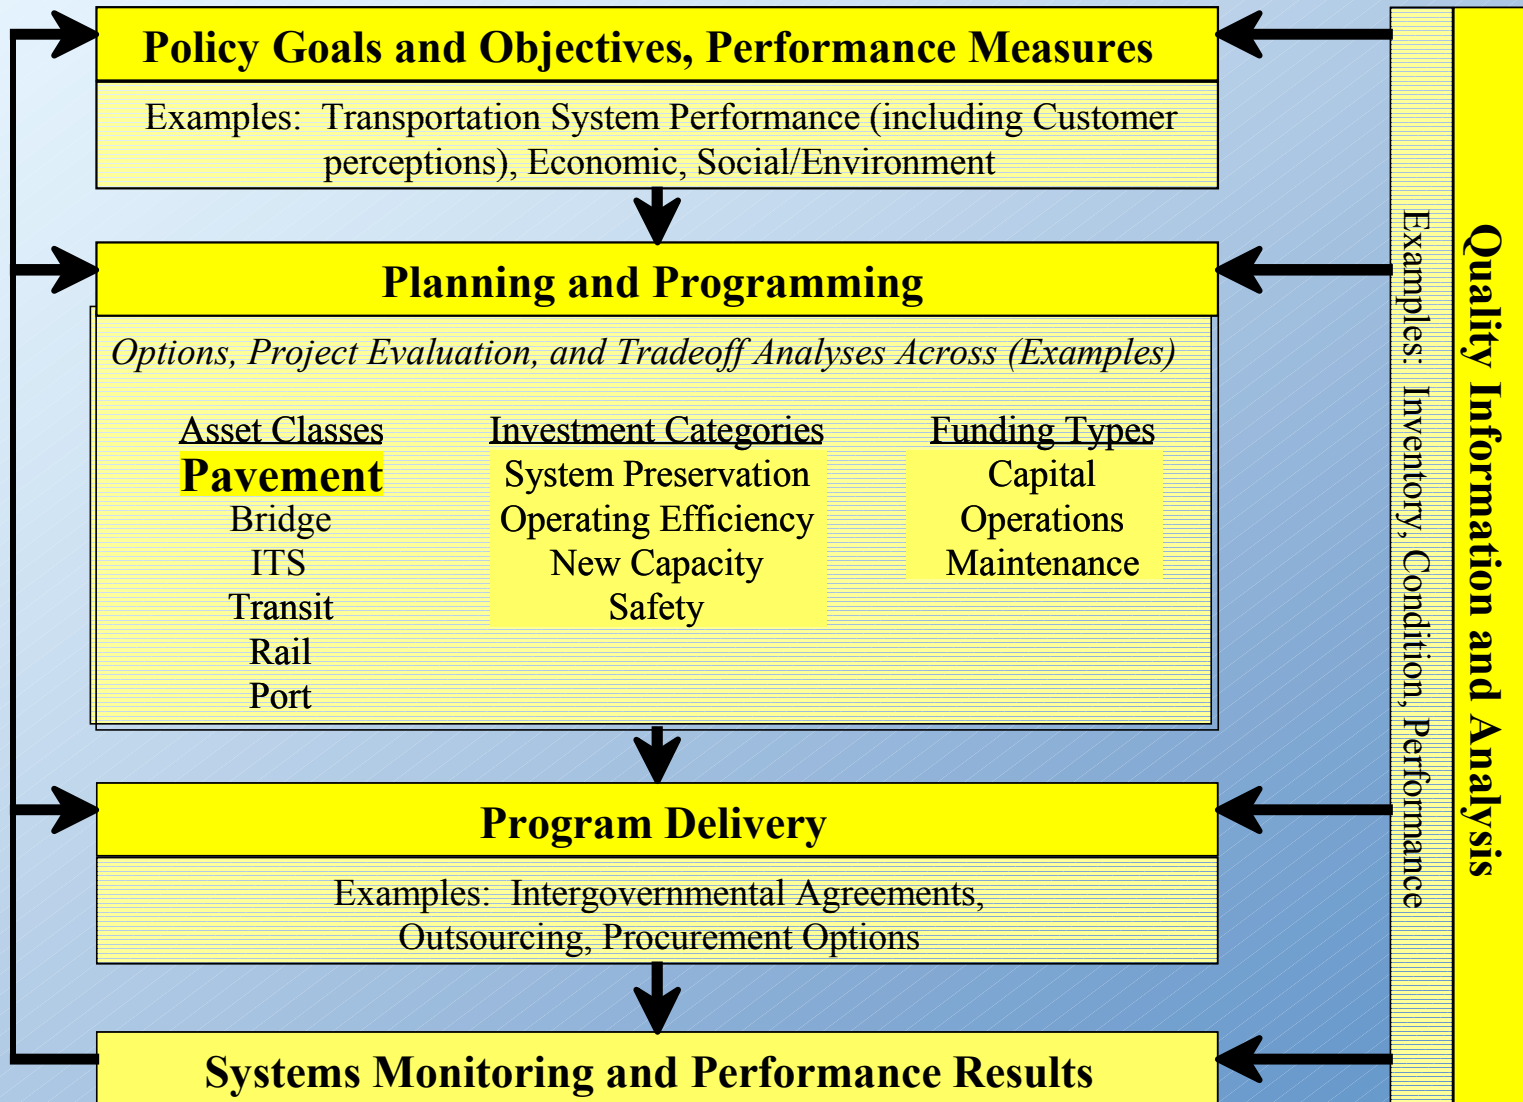 Policy Goals and Objectives, Performance Measures
Examples: Transportation System Performance (including Customer
perceptions), Economic, Social/Environment
Planning and Programming
Options, Project Evaluation, and Tradeoff Analyses Across (Examples)
Asset Classes
Pavement
Bridge
ITS
Transit
Rail
Port
Investment Categories
System Preservation
Operating Efficiency
New Capacity
Safety
Funding Types
Capital
Operations
Maintenance
Program Delivery
Examples: Intergovernmental Agreements,
Outsourcing, Procurement Options
Systems Monitoring and Performance Results
Quality Information and Analysis
Examples: Inventory, Condition, Performance